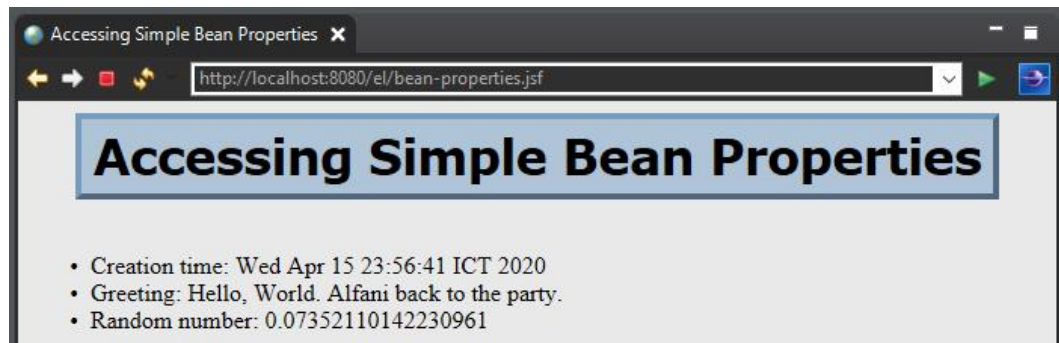 Accessing Simple Bean Properties
http://localhost:8080/el/bean-properties.jsf
Accessing Simple Bean Properties
• Creation time: Wed Apr 15 23:56:41 ICT 2020
• Greeting: Hello, World. Alfani back to the party.
• Random number: 0.07352110142230961